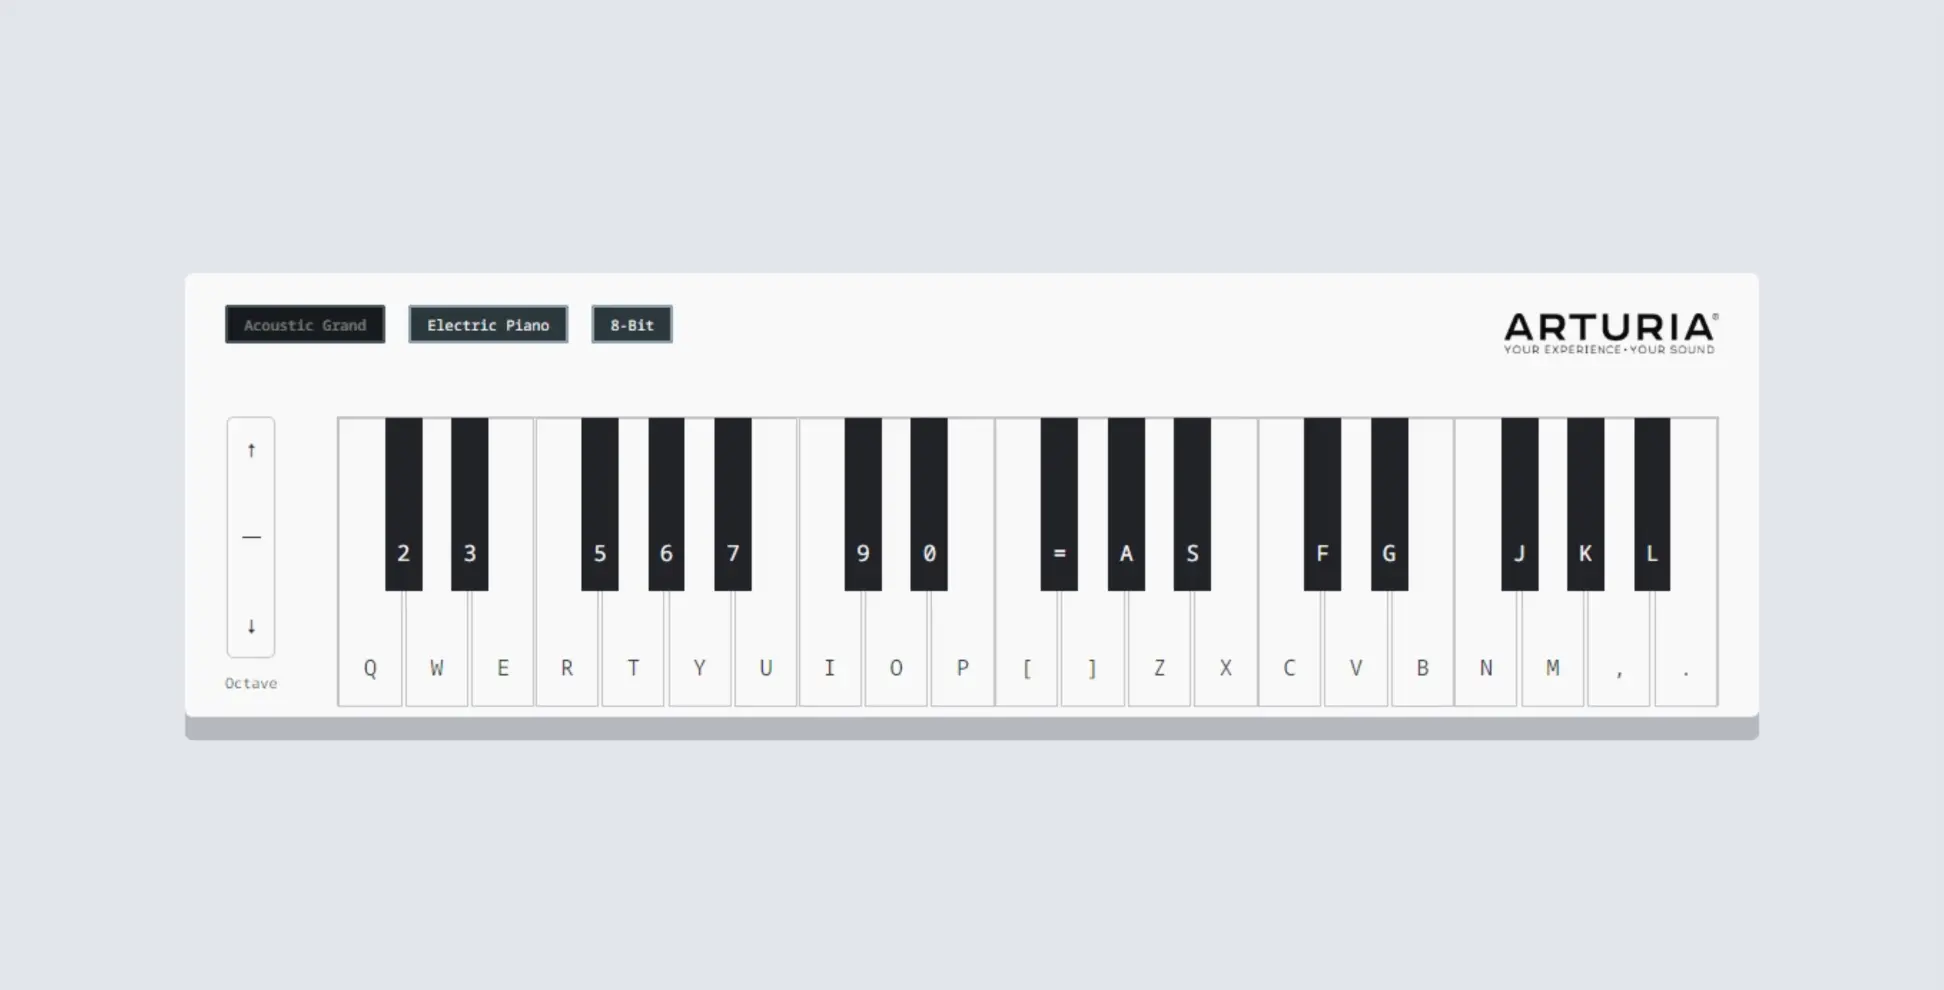 Acoustic Grand Electric Piano 8-Bit
ARTURIA®
YOUR EXPERIENCE • YOUR SOUND
↑
—
↓
Octave
2 3 5 6 7 9 0 = A S F G J K L
Q W E R T Y U I O P [ ] Z X C V B N M , .